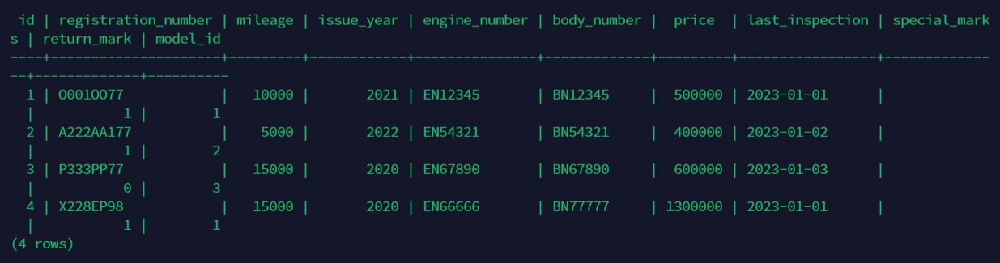 id | registration_number | mileage | issue_year | engine_number | body_number |  price  | last_inspection | special_mark
s | return_mark | model_id
----+---------------------+---------+------------+---------------+-------------+---------+-----------------+-------------
--+-------------+----------
  1 | O001OO77            |   10000 |       2021 | EN12345       | BN12345     |  500000 | 2023-01-01      |
  |           1 |        1
  2 | A222AA177           |    5000 |       2022 | EN54321       | BN54321     |  400000 | 2023-01-02      |
  |           1 |        2
  3 | P333PP77            |   15000 |       2020 | EN67890       | BN67890     |  600000 | 2023-01-03      |
  |           0 |        3
  4 | X228EP98            |   15000 |       2020 | EN66666       | BN77777     | 1300000 | 2023-01-01      |
  |           1 |        1
(4 rows)